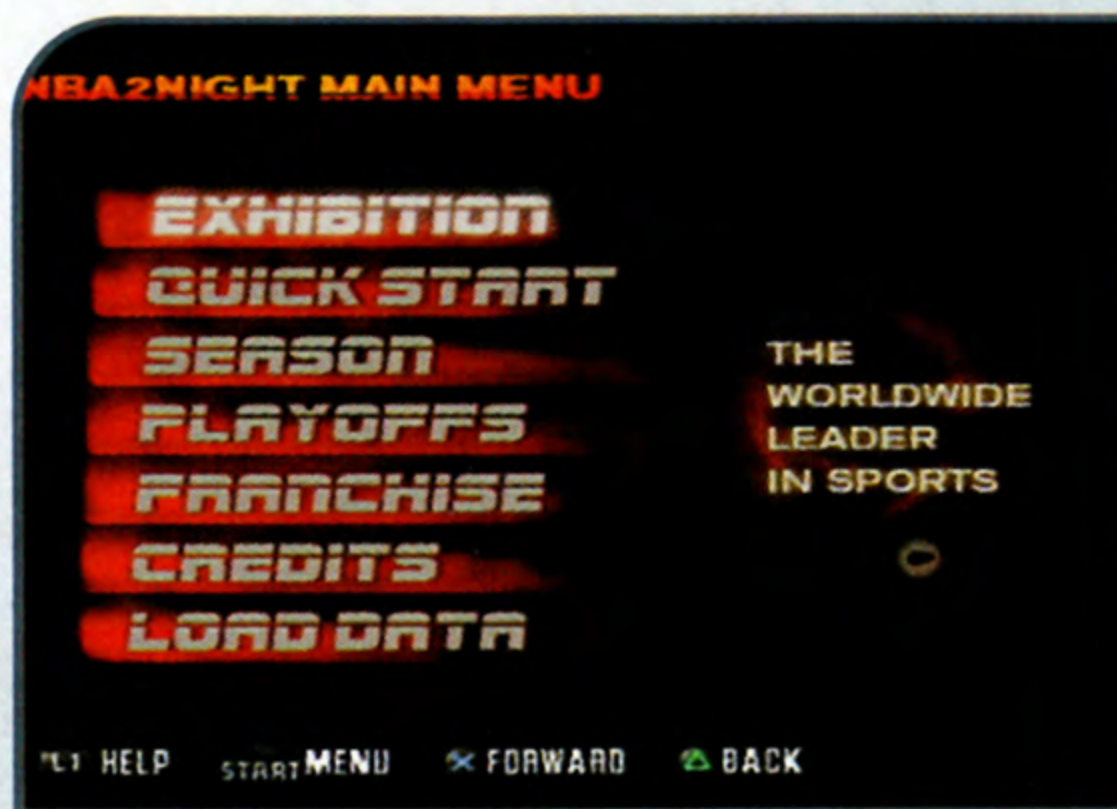 NBA2NIGHT MAIN MENU
EXHIBITION
QUICK START
SEASON
PLAYOFFS
FRANCHISE
CREDITS
LOAD DATA
THE
WORLDWIDE
LEADER
IN SPORTS
HELP START MENU FORWARD BACK